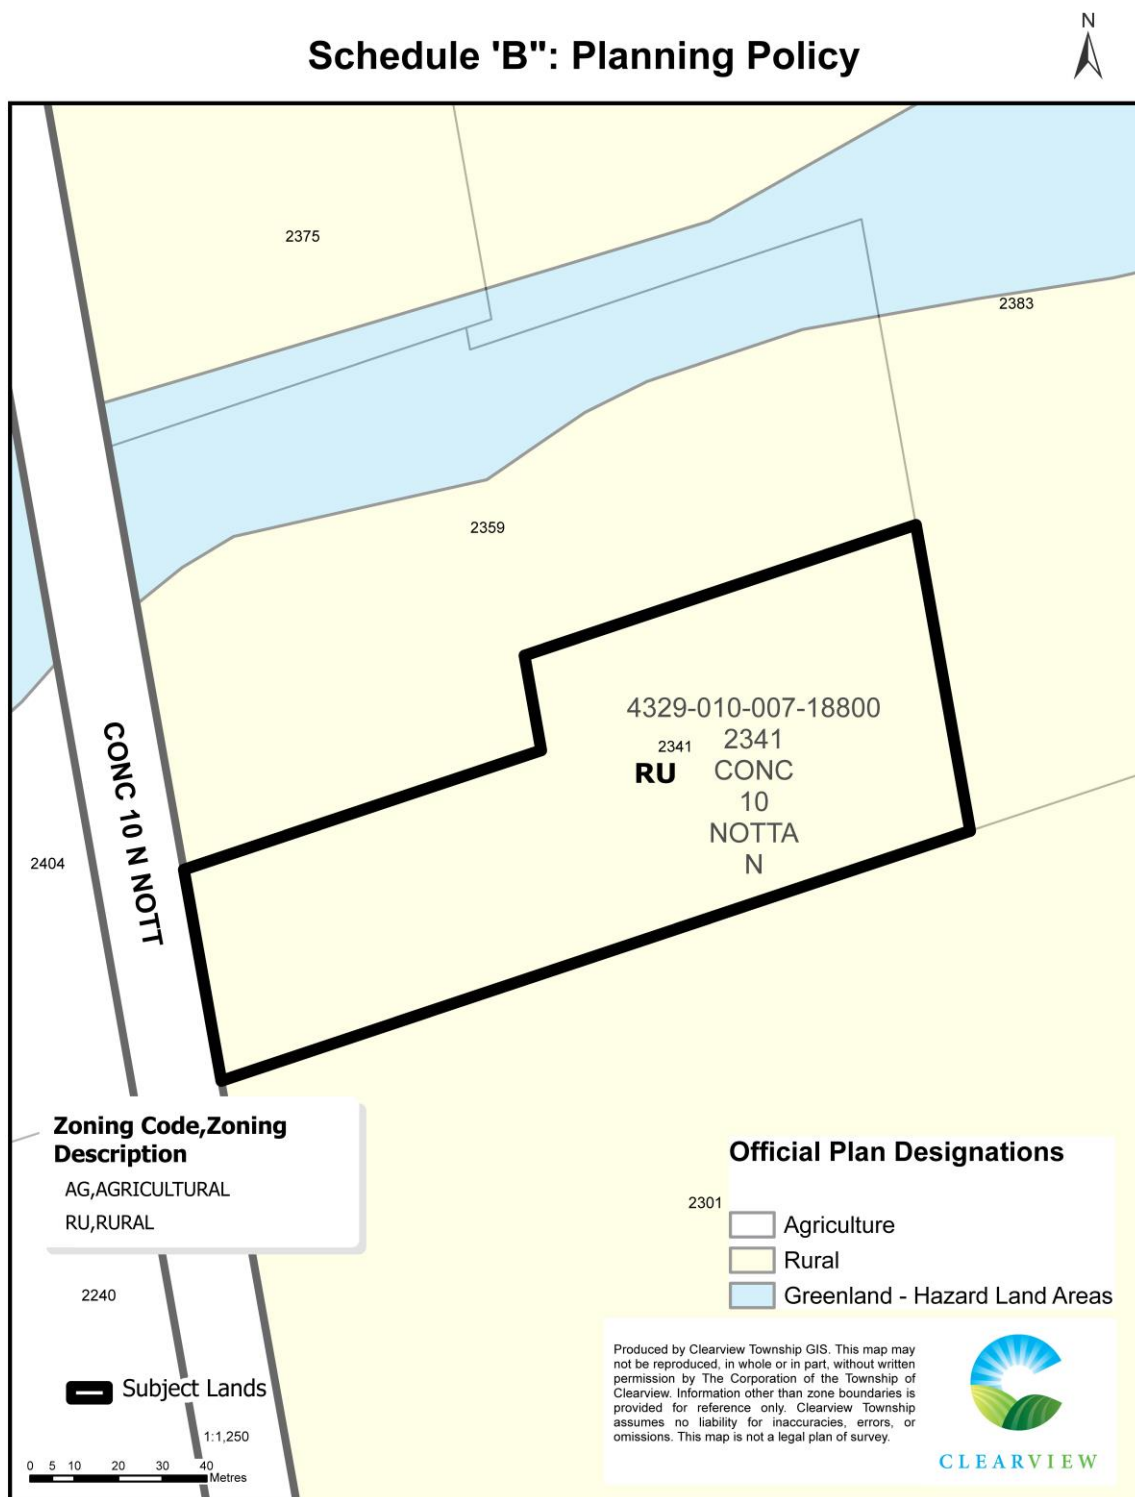 N
Schedule 'B": Planning Policy
2375
2383
2359
4329-010-007-18800
2341
2341
RU
CONC
10
NOTTA
N
CONC 10 N NOTT
2404
Zoning Code,Zoning
Description
AG,AGRICULTURAL
RU,RURAL
Official Plan Designations
2301
Agriculture
Rural
Greenland - Hazard Land Areas
2240
Subject Lands
1:1,250
0 5 10 20 30 40
Metres
Produced by Clearview Township GIS. This map may
not be reproduced, in whole or in part, without written
permission by The Corporation of the Township of
Clearview. Information other than zone boundaries is
provided for reference only. Clearview Township
assumes no liability for inaccuracies, errors, or
omissions. This map is not a legal plan of survey.
CLEARVIEW